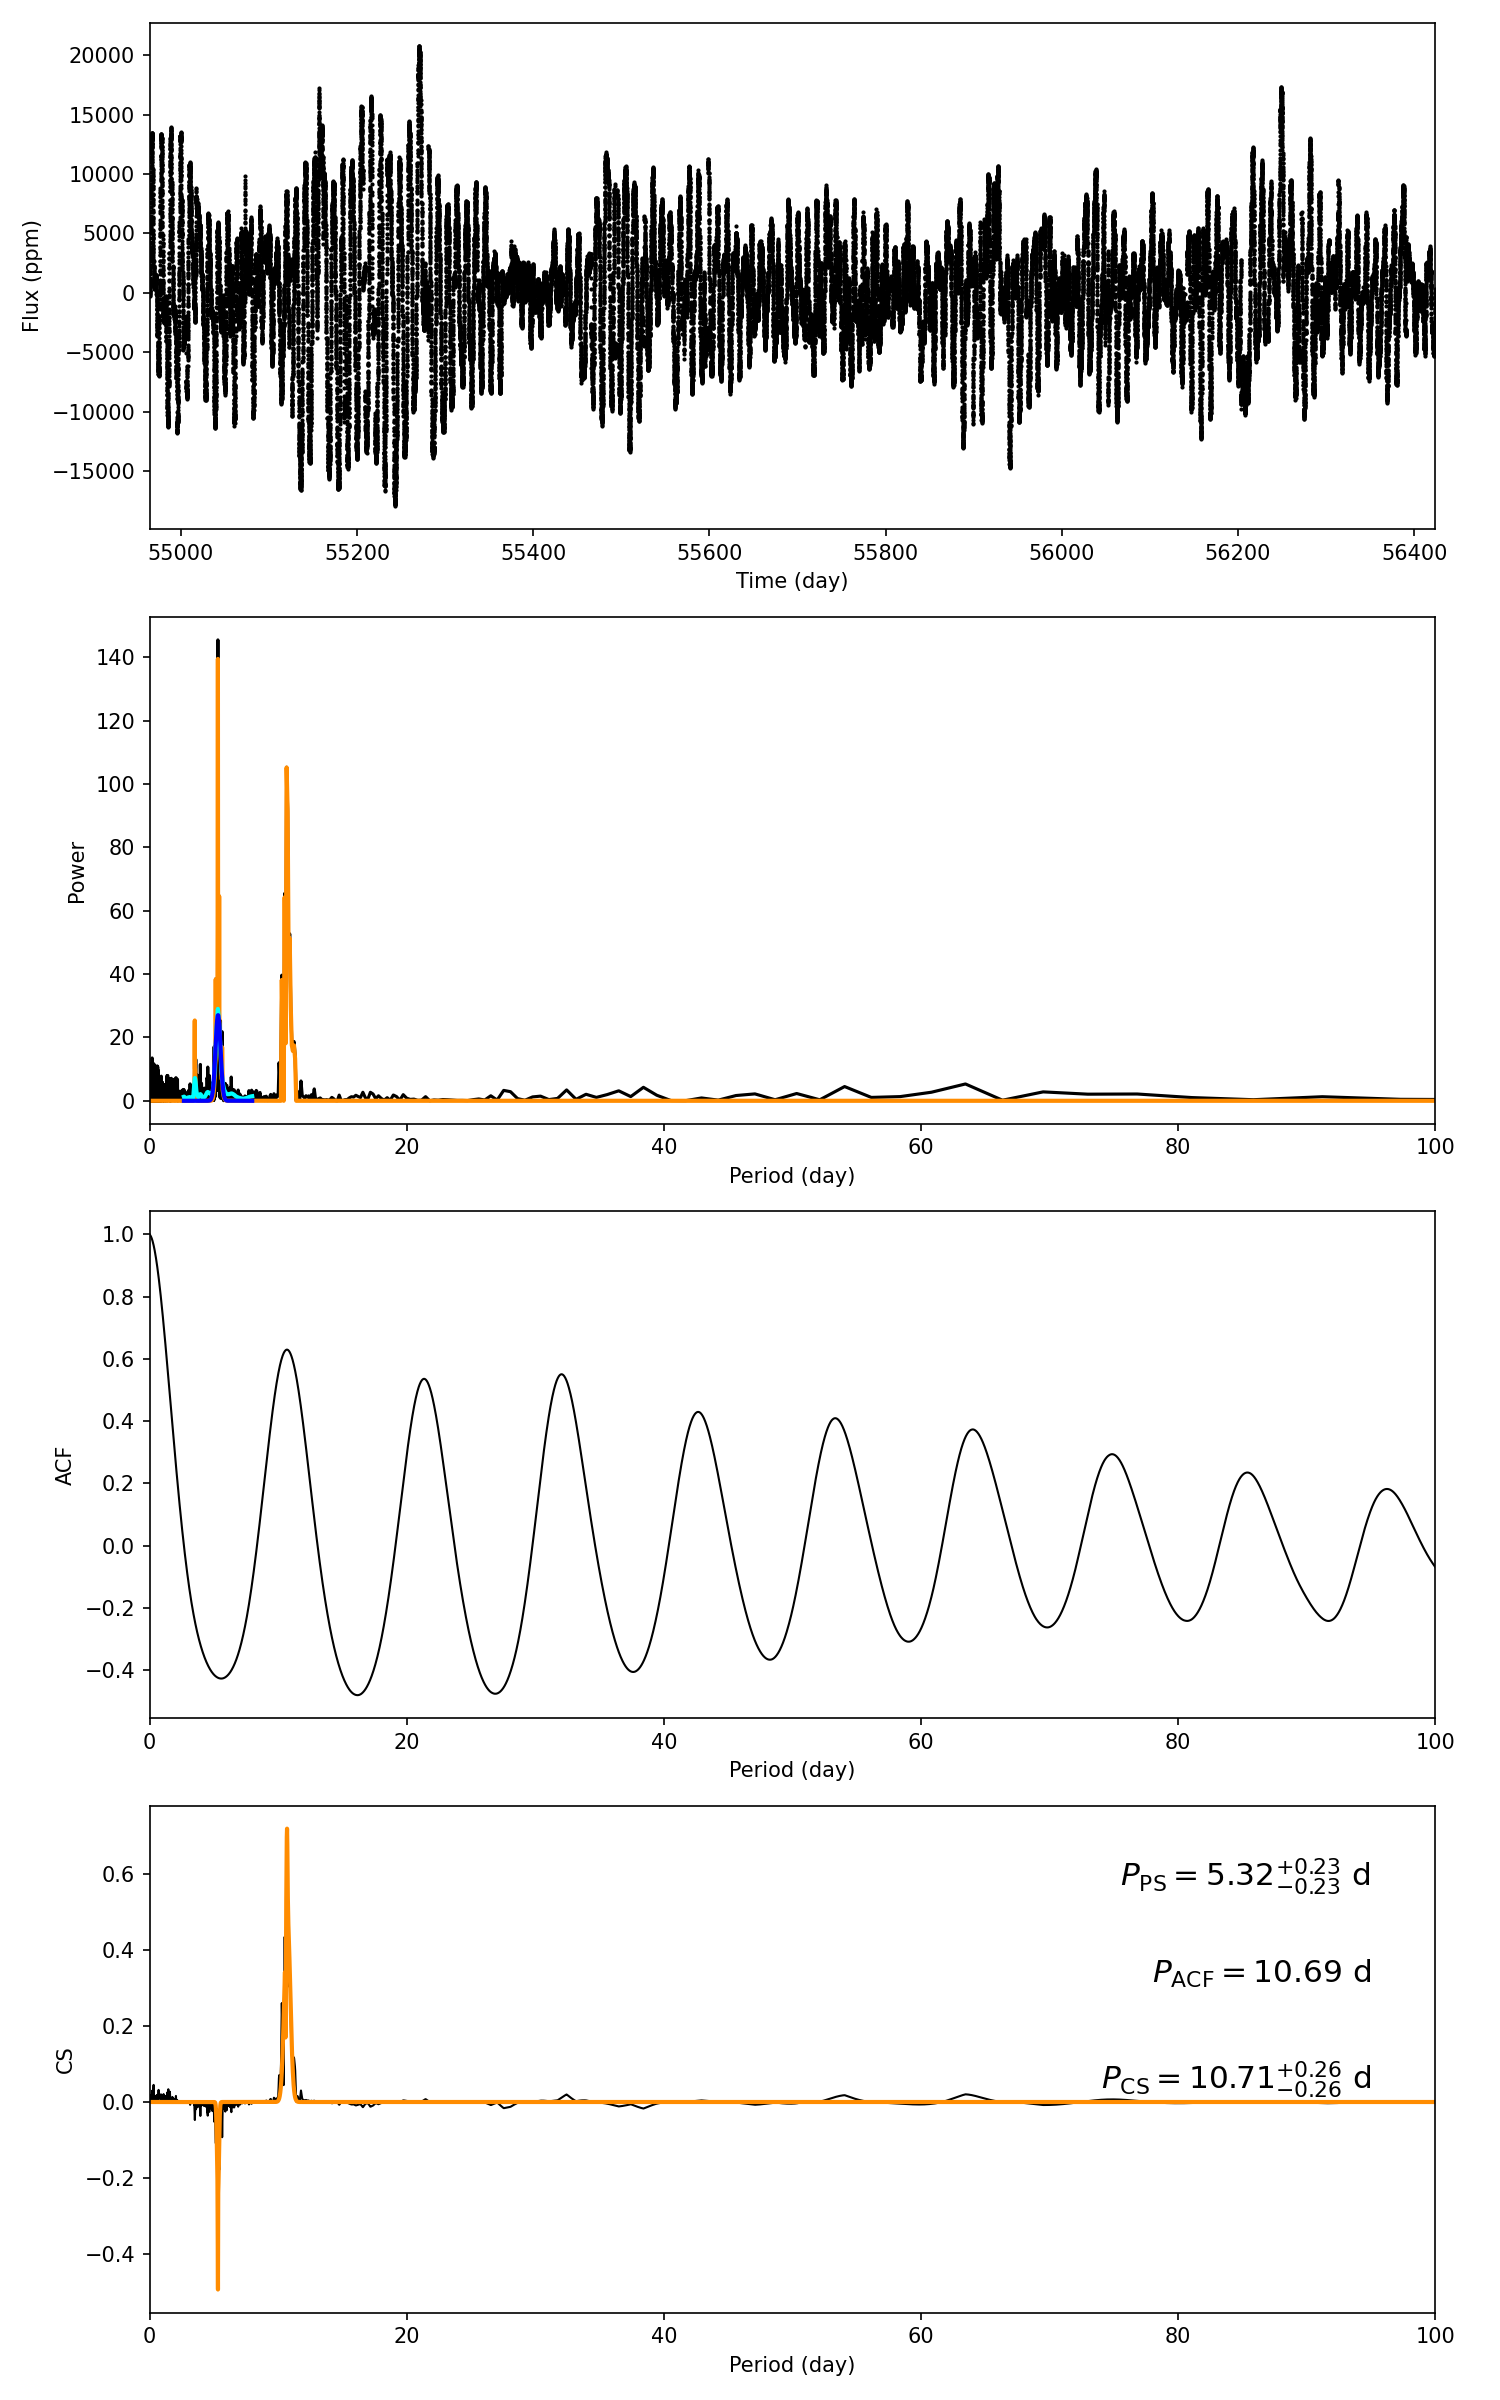 20000
15000
10000
5000
0
−5000
−10000
−15000
Flux (ppm)
55000 55200 55400 55600 55800 56000 56200 56400
Time (day)
140
120
100
80
60
40
20
0
Power
0 20 40 60 80 100
Period (day)
1.0
0.8
0.6
0.4
0.2
0.0
−0.2
−0.4
ACF
0 20 40 60 80 100
Period (day)
0.6
0.4
0.2
0.0
−0.2
−0.4
CS
P_PS = 5.32 +0.23 −0.23 d
P_ACF = 10.69 d
P_CS = 10.71 +0.26 −0.26 d
0 20 40 60 80 100
Period (day)